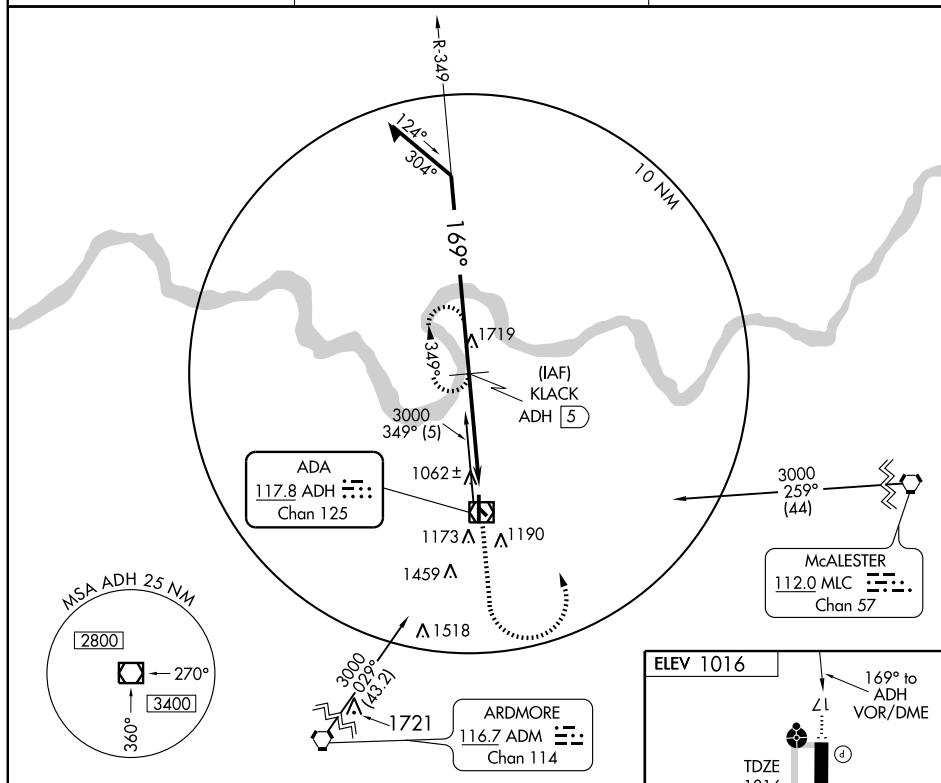 R-349
124°
304°
10 NM
169°
1719
349°
(IAF)
KLACK
ADH 5
3000
349° (5)
ADA
117.8 ADH
Chan 125
1062±
3000
259°
(44)
1173
1190
McALESTER
112.0 MLC
Chan 57
1459
MSA ADH 25 NM
1518
2800
270°
3400
360°
3000
029°
(43.2)
1721
ARDMORE
116.7 ADM
Chan 114
ELEV 1016
169° to
ADH
VOR/DME
17
P
TDZE
1016